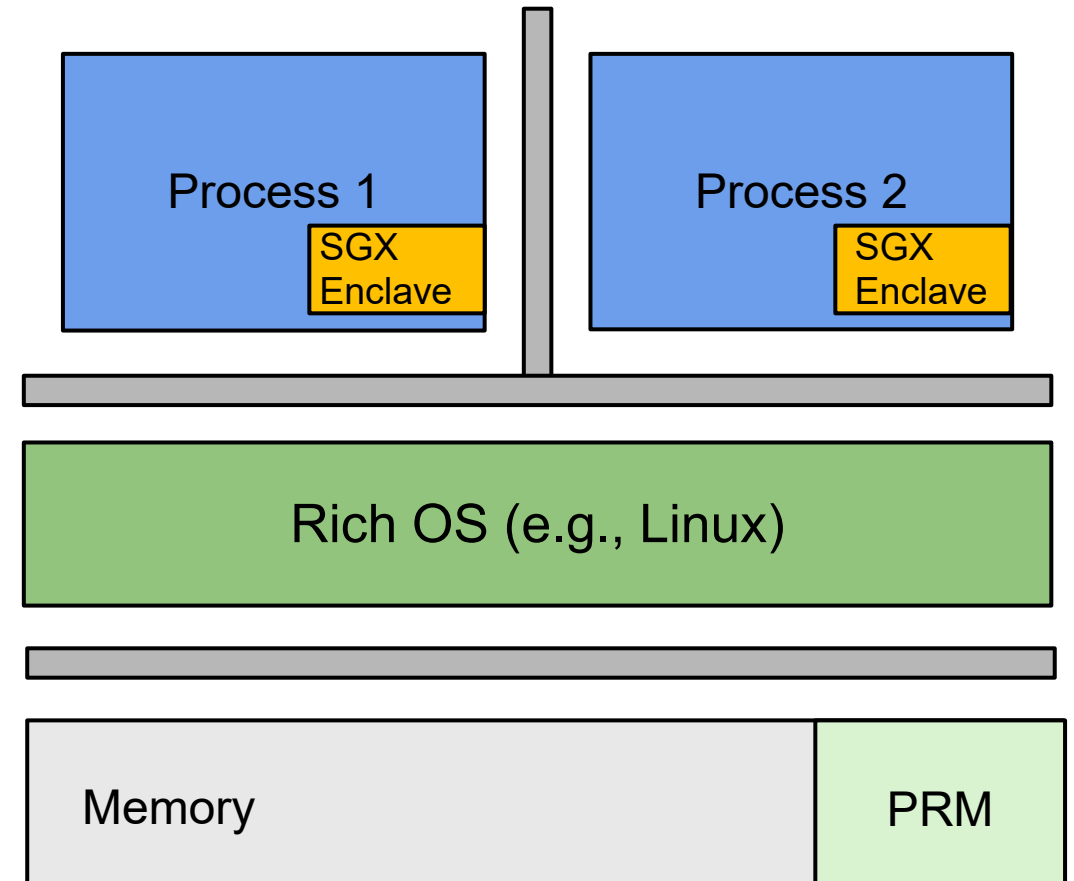 Process 1
Process 2
SGX
Enclave
SGX
Enclave
Rich OS (e.g., Linux)
Memory
PRM